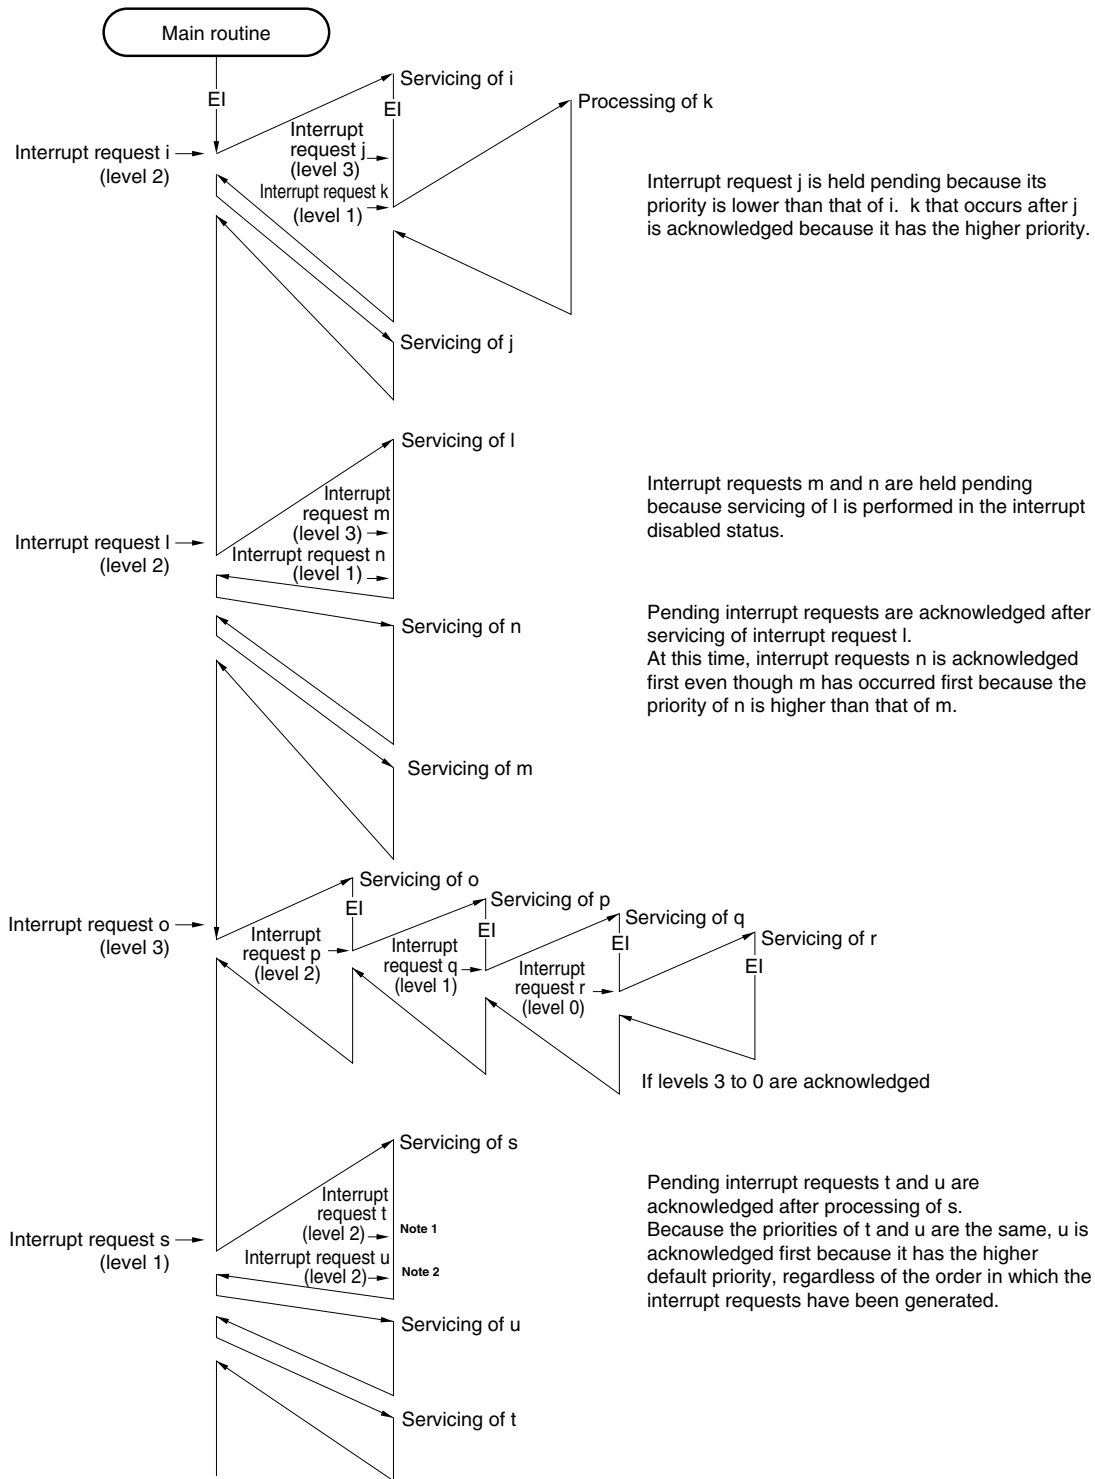 Main routine
EI
Servicing of i
EI
Processing of k
Interrupt request i
(level 2)
Interrupt
request j
(level 3)
Interrupt request k
(level 1)
Interrupt request j is held pending because its
priority is lower than that of i.  k that occurs after j
is acknowledged because it has the higher priority.
Servicing of j
Servicing of l
Interrupt request l
(level 2)
Interrupt
request m
(level 3)
Interrupt request n
(level 1)
Interrupt requests m and n are held pending
because servicing of l is performed in the interrupt
disabled status.
Servicing of n
Pending interrupt requests are acknowledged after
servicing of interrupt request l.
At this time, interrupt requests n is acknowledged
first even though m has occurred first because the
priority of n is higher than that of m.
Servicing of m
Interrupt request o
(level 3)
Servicing of o
EI
Interrupt
request p
(level 2)
Servicing of p
EI
Interrupt
request q
(level 1)
Servicing of q
EI
Interrupt
request r
(level 0)
Servicing of r
EI
If levels 3 to 0 are acknowledged
Servicing of s
Interrupt request s
(level 1)
Interrupt
request t
(level 2)
Note 1
Interrupt request u
(level 2)
Note 2
Pending interrupt requests t and u are
acknowledged after processing of s.
Because the priorities of t and u are the same, u is
acknowledged first because it has the higher
default priority, regardless of the order in which the
interrupt requests have been generated.
Servicing of u
Servicing of t